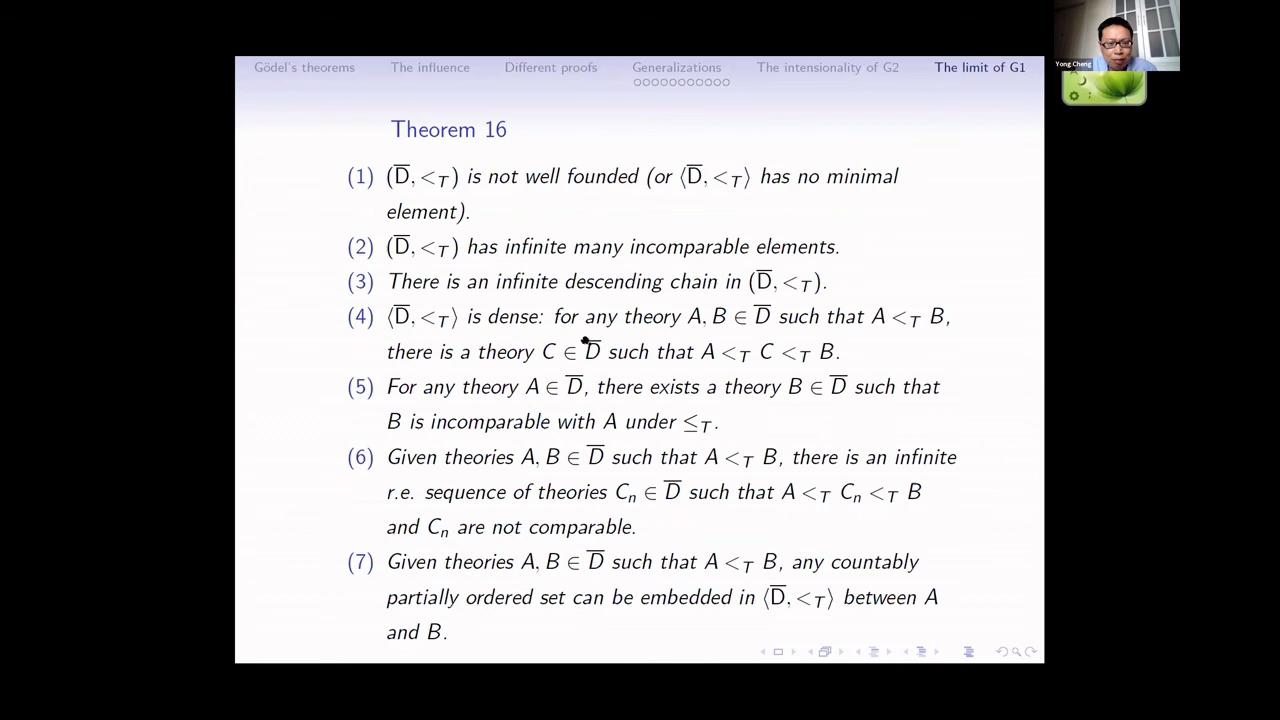 Gödel's theorems The influence Different proofs Generalizations The intensionality of G2 The limit of G1
Yong Cheng
Theorem 16
(1) (D̅, <_T) is not well founded (or ⟨D̅, <_T⟩ has no minimal
element).
(2) (D̅, <_T) has infinite many incomparable elements.
(3) There is an infinite descending chain in (D̅, <_T).
(4) ⟨D̅, <_T⟩ is dense: for any theory A, B ∈ D̅ such that A <_T B,
there is a theory C ∈ D̅ such that A <_T C <_T B.
(5) For any theory A ∈ D̅, there exists a theory B ∈ D̅ such that
B is incomparable with A under ≤_T.
(6) Given theories A, B ∈ D̅ such that A <_T B, there is an infinite
r.e. sequence of theories C_n ∈ D̅ such that A <_T C_n <_T B
and C_n are not comparable.
(7) Given theories A, B ∈ D̅ such that A <_T B, any countably
partially ordered set can be embedded in ⟨D̅, <_T⟩ between A
and B.